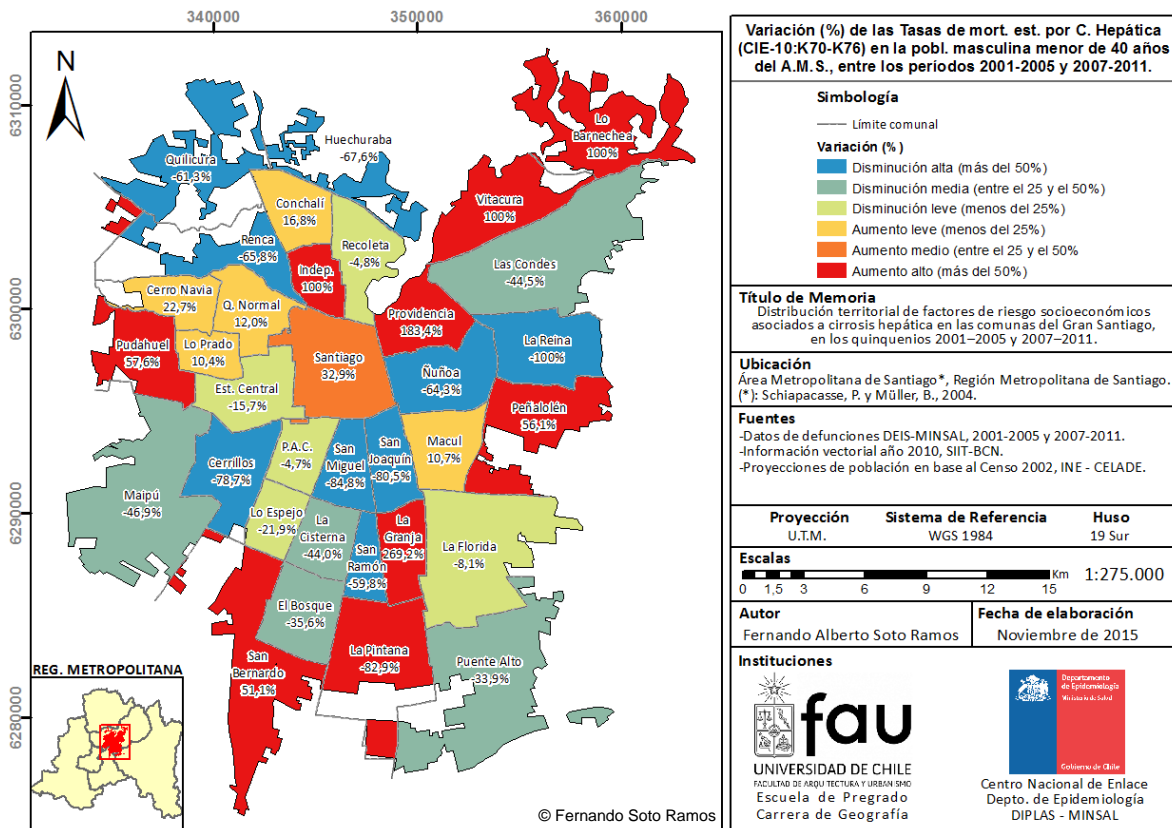 340000
350000
360000
6310000
6300000
6290000
6280000
N
Huechuraba
-67,6%
Quilicura
-61,3%
Lo
Barnechea
100%
Conchalí
16,8%
Vitacura
100%
Renca
-65,8%
Recoleta
-4,8%
Indep.
100%
Las Condes
-44,5%
Cerro Navia
22,7%
Q. Normal
12,0%
Providencia
183,4%
Pudahuel
57,6%
Lo Prado
10,4%
Santiago
32,9%
La Reina
-100%
Ñuñoa
-64,3%
Est. Central
-15,7%
Peñalolén
56,1%
Cerrillos
-78,7%
P.A.C.
-4,7%
San
Miguel
-84,8%
San
Joaquín
-80,5%
Macul
10,7%
Maipú
-46,9%
Lo Espejo
-21,9%
La
Cisterna
-44,0%
San
Ramón
-59,8%
La
Granja
269,2%
La Florida
-8,1%
El Bosque
-35,6%
San
Bernardo
51,1%
La Pintana
-82,9%
Puente Alto
-33,9%
REG. METROPOLITANA
© Fernando Soto Ramos
Variación (%) de las Tasas de mort. est. por C. Hepática
(CIE-10:K70-K76) en la pobl. masculina menor de 40 años
del A.M.S., entre los períodos 2001-2005 y 2007-2011.
Simbología
Límite comunal
Variación (%)
Disminución alta (más del 50%)
Disminución media (entre el 25 y el 50%)
Disminución leve (menos del 25%)
Aumento leve (menos del 25%)
Aumento medio (entre el 25 y el 50%
Aumento alto (más del 50%)
Título de Memoria
Distribución territorial de factores de riesgo socioeconómicos
asociados a cirrosis hepática en las comunas del Gran Santiago,
en los quinquenios 2001–2005 y 2007–2011.
Ubicación
Área Metropolitana de Santiago*, Región Metropolitana de Santiago.
(*): Schiapacasse, P. y Müller, B., 2004.
Fuentes
-Datos de defunciones DEIS-MINSAL, 2001-2005 y 2007-2011.
-Información vectorial año 2010, SIIT-BCN.
-Proyecciones de población en base al Censo 2002, INE - CELADE.
Proyección Sistema de Referencia Huso
U.T.M. WGS 1984 19 Sur
Escalas
Km 1:275.000
0 1,5 3 6 9 12 15
Autor
Fernando Alberto Soto Ramos
Fecha de elaboración
Noviembre de 2015
Instituciones
fau
UNIVERSIDAD DE CHILE
FACULTAD DE ARQUITECTURA Y URBANISMO
Escuela de Pregrado
Carrera de Geografía
Departamento
de Epidemiología
Ministerio de Salud
Gobierno de Chile
Centro Nacional de Enlace
Depto. de Epidemiología
DIPLAS - MINSAL